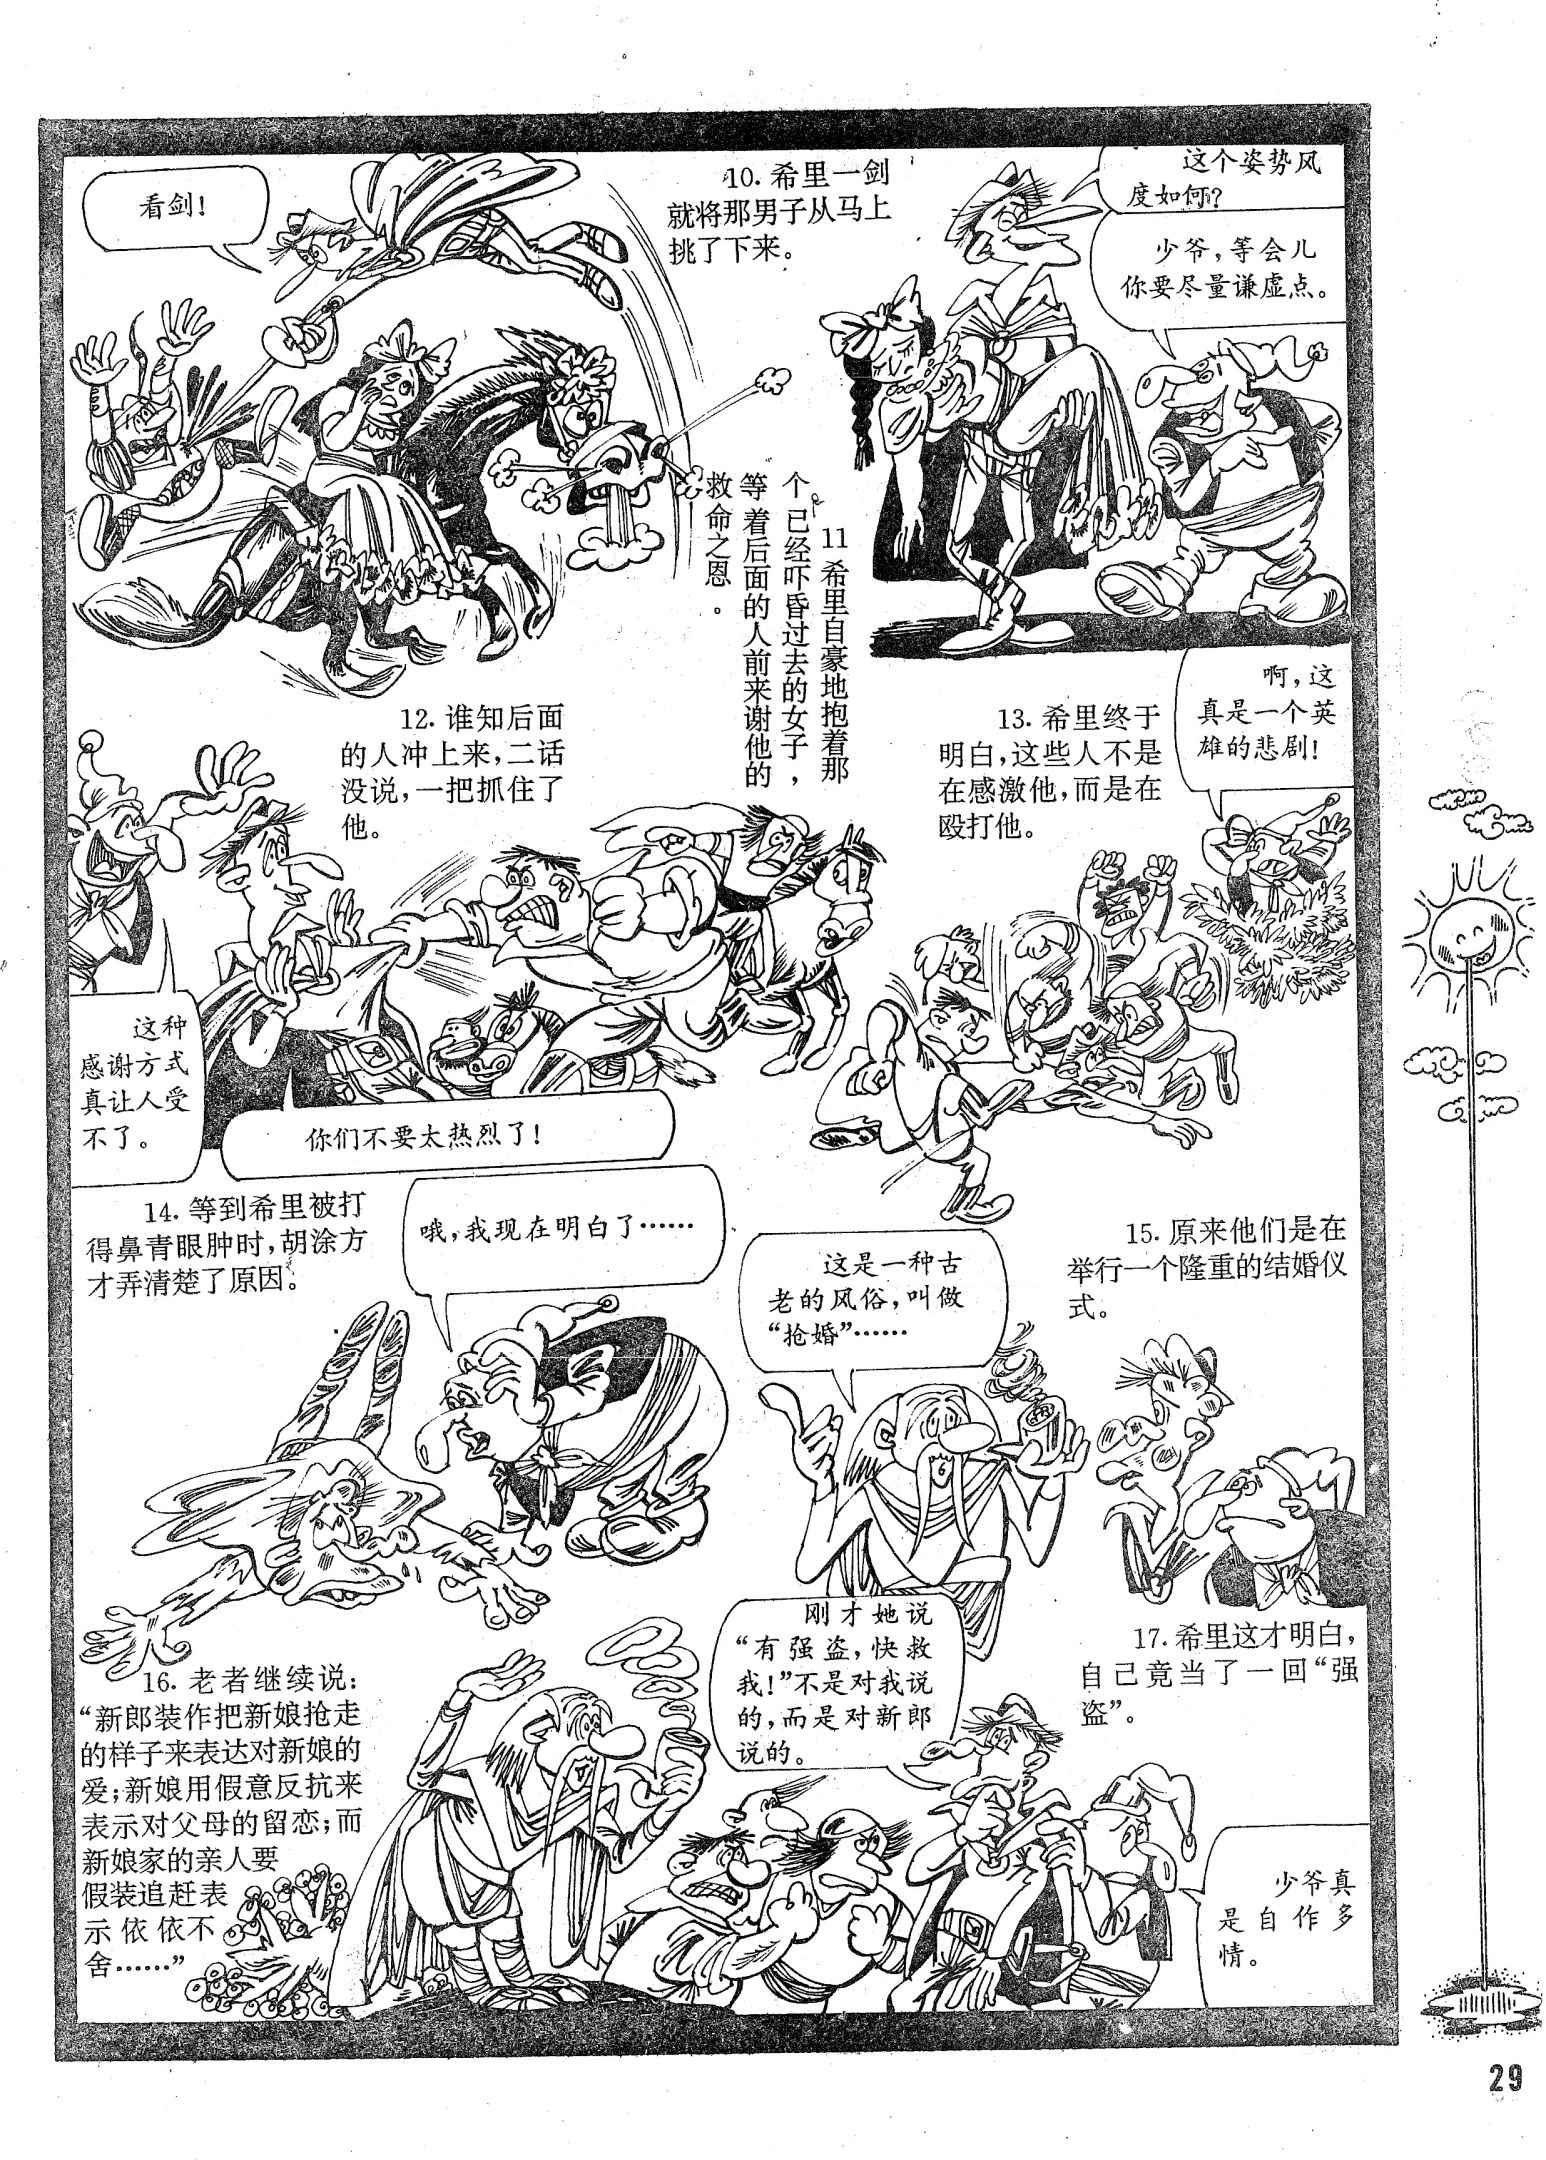 看剑!
10. 希里一剑
就将那男子从马上
挑了下来。
这个姿势风
度如何?
少爷,等会儿
你要尽量谦虚点。
11 希里自豪地抱着那
个已经吓昏过去的女子,
等着后面的人前来谢他的
救命之恩。
12. 谁知后面
的人冲上来,二话
没说,一把抓住了
他。
这种
感谢方式
真让人受
不了。
你们不要太热烈了!
13. 希里终于
明白,这些人不是
在感激他,而是在
殴打他。
啊,这
真是一个英
雄的悲剧!
14. 等到希里被打
得鼻青眼肿时,胡涂方
才弄清楚了原因。
哦,我现在明白了……
这是一种古
老的风俗,叫做
“抢婚”……
15. 原来他们是在
举行一个隆重的结婚仪
式。
16. 老者继续说:
“新郎装作把新娘抢走
的样子来表达对新娘的
爱;新娘用假意反抗来
表示对父母的留恋;而
新娘家的亲人要
假装追赶表
示依依不
舍……”
刚才她说
“有强盗,快救
我!”不是对我说
的,而是对新郎
说的。
17. 希里这才明白,
自己竟当了一回“强
盗”。
少爷真
是自作多
情。
29